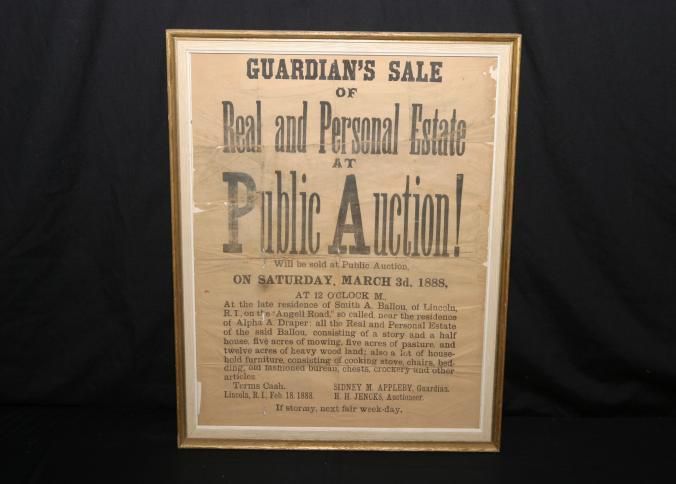 GUARDIAN'S SALE
OF
Real and Personal Estate
AT
Public Auction!
Will be sold at Public Auction,
ON SATURDAY, MARCH 3d, 1888,
AT 12 O'CLOCK M.,
At the late residence of Smith A. Ballou, of Lincoln,
R. I., on the "Angell Road," so called, near the residence
of Alpha A. Draper; all the Real and Personal Estate
of the said Ballou, consisting of a story and a half
house, five acres of mowing, five acres of pasture, and
twelve acres of heavy wood land; also a lot of house-
hold furniture, consisting of cooking stove, chairs, bed-
ding, old fashioned bureau, chests, crockery and other
articles.
Terms Cash. SIDNEY M. APPLEBY, Guardian.
Lincoln, R. I., Feb. 18, 1888. H. H. JENCKS, Auctioneer.
If stormy, next fair week-day.